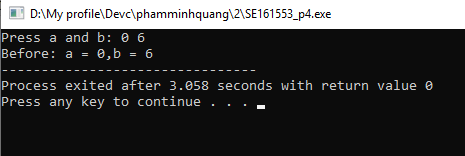 D:\My profile\Devc\phamminhquang\2\SE161553_p4.exe
Press a and b: 0 6
Before: a = 0,b = 6
--------------------------------
Process exited after 3.058 seconds with return value 0
Press any key to continue . . .